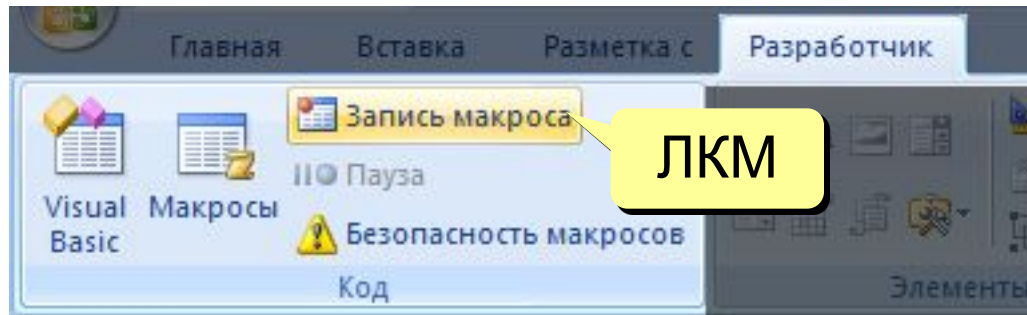 Главная Вставка Разметка с Разработчик
Запись макроса
ЛКМ
Пауза
Visual Basic
Макросы
Безопасность макросов
Код
Элементы